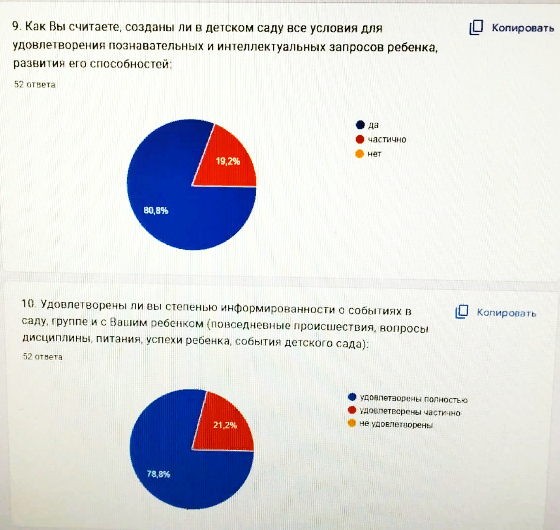 9. Как Вы считаете, созданы ли в детском саду все условия для
Копировать
удовлетворения познавательных и интеллектуальных запросов ребенка,
развития его способностей:
52 ответа
да
частично
нет
19,2%
80,8%
10. Удовлетворены ли вы степенью информированности о событиях в
Копировать
саду, группе и с Вашим ребенком (повседневные происшествия, вопросы
дисциплины, питания, успехи ребенка, события детского сада):
52 ответа
удовлетворены полностью
удовлетворены частично
не удовлетворены
21,2%
78,8%